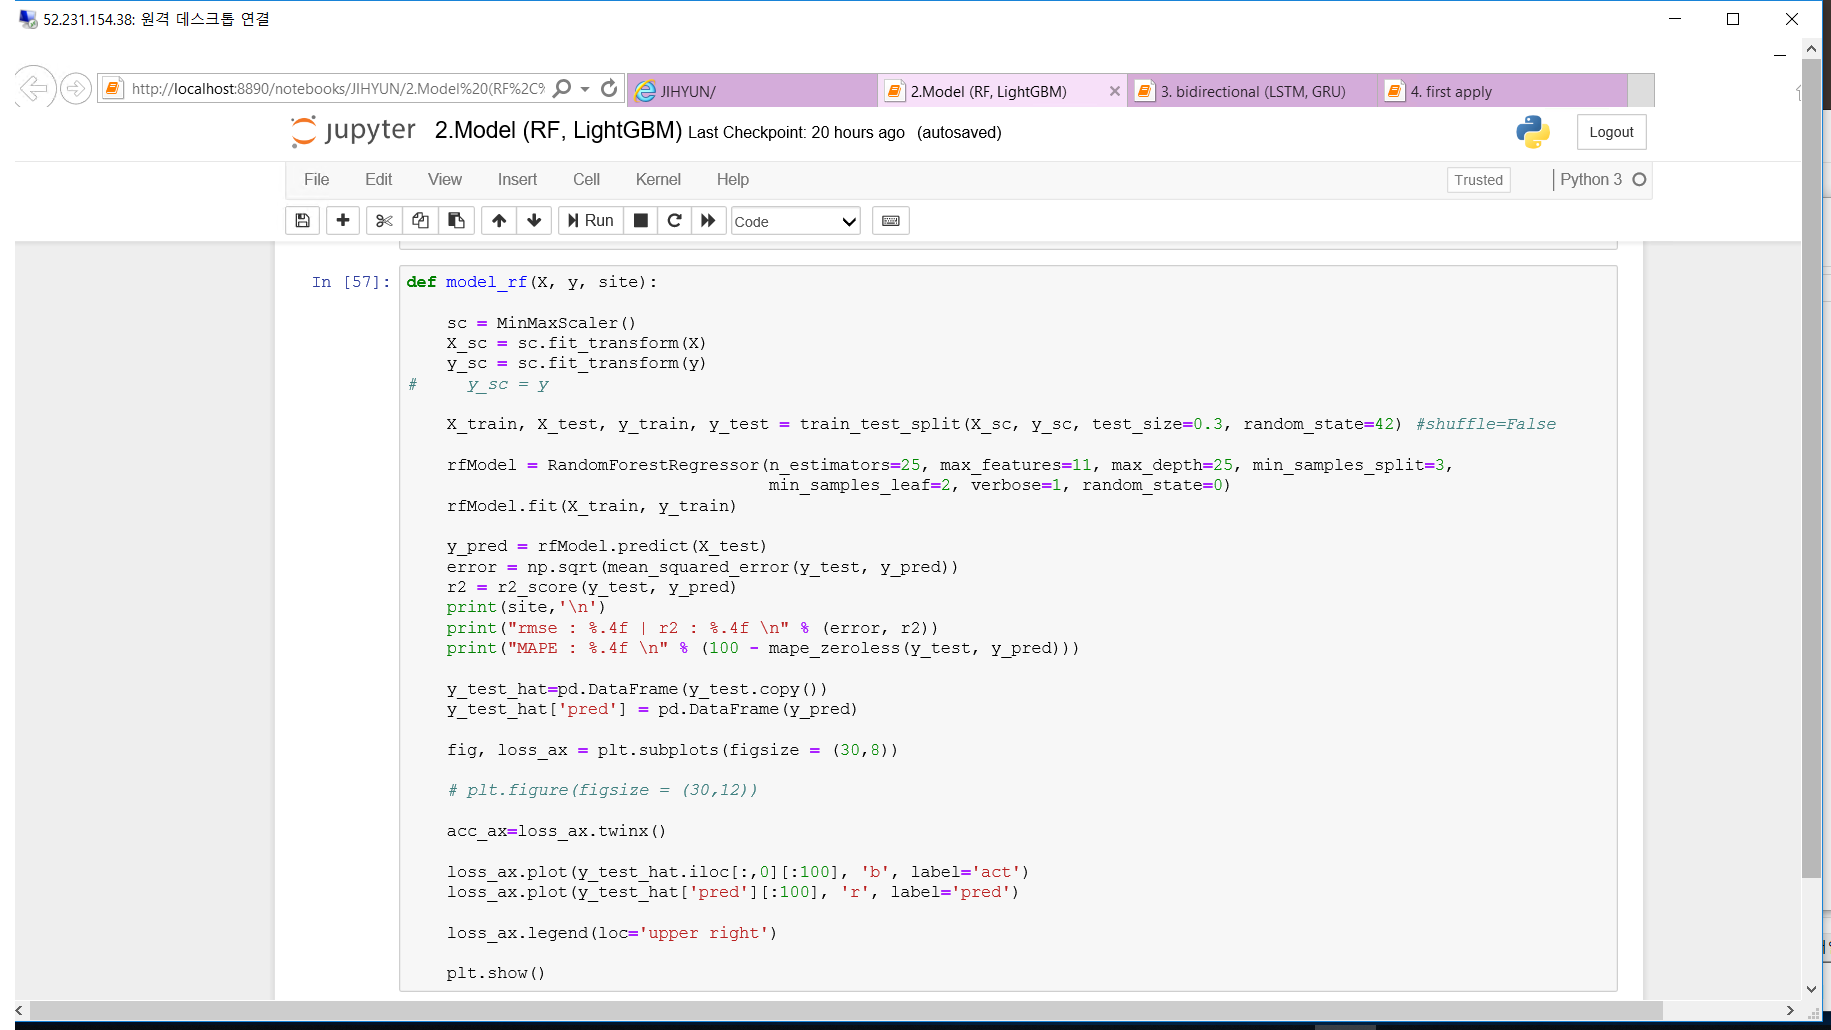 52.231.154.38: 원격 데스크톱 연결
http://localhost:8890/notebooks/JIHYUN/2.Model%20(RF%2C%
JIHYUN/
2.Model (RF, LightGBM)
3. bidirectional (LSTM, GRU)
4. first apply
jupyter 2.Model (RF, LightGBM) Last Checkpoint: 20 hours ago (autosaved)
Logout
File Edit View Insert Cell Kernel Help
Trusted
Python 3
Run
Code
In [57]: def model_rf(X, y, site):
    sc = MinMaxScaler()
    X_sc = sc.fit_transform(X)
    y_sc = sc.fit_transform(y)
#     y_sc = y
    X_train, X_test, y_train, y_test = train_test_split(X_sc, y_sc, test_size=0.3, random_state=42) #shuffle=False
    rfModel = RandomForestRegressor(n_estimators=25, max_features=11, max_depth=25, min_samples_split=3,
                                    min_samples_leaf=2, verbose=1, random_state=0)
    rfModel.fit(X_train, y_train)
    y_pred = rfModel.predict(X_test)
    error = np.sqrt(mean_squared_error(y_test, y_pred))
    r2 = r2_score(y_test, y_pred)
    print(site,'\n')
    print("rmse : %.4f | r2 : %.4f \n" % (error, r2))
    print("MAPE : %.4f \n" % (100 - mape_zeroless(y_test, y_pred)))
    y_test_hat=pd.DataFrame(y_test.copy())
    y_test_hat['pred'] = pd.DataFrame(y_pred)
    fig, loss_ax = plt.subplots(figsize = (30,8))
    # plt.figure(figsize = (30,12))
    acc_ax=loss_ax.twinx()
    loss_ax.plot(y_test_hat.iloc[:,0][:100], 'b', label='act')
    loss_ax.plot(y_test_hat['pred'][:100], 'r', label='pred')
    loss_ax.legend(loc='upper right')
    plt.show()